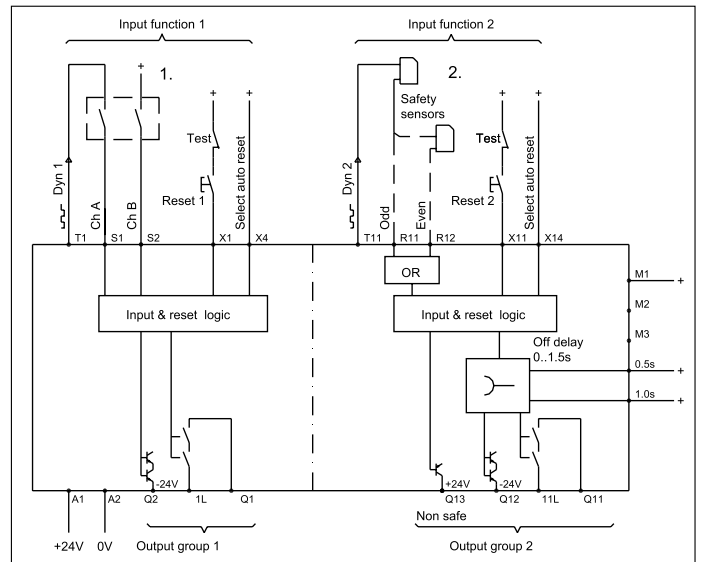 Input function 1
Input function 2
+
1.
2.
+ +
+ +
Safety
sensors
Test
Test
Select auto reset
Select auto reset
Dyn 1
Dyn 2
Ch A
Ch B
Reset 1
Odd
Even
Reset 2
T1 S1 S2 X1 X4
T11 R11 R12 X11 X14
OR
M1
+
M2
M3
Input & reset logic
Input & reset logic
Off delay
0..1.5s
0.5s
+
1.0s
+
-24V
+24V
-24V
A1 A2 Q2 1L Q1
Q13 Q12 11L Q11
Non safe
+24V 0V
Output group 1
Output group 2